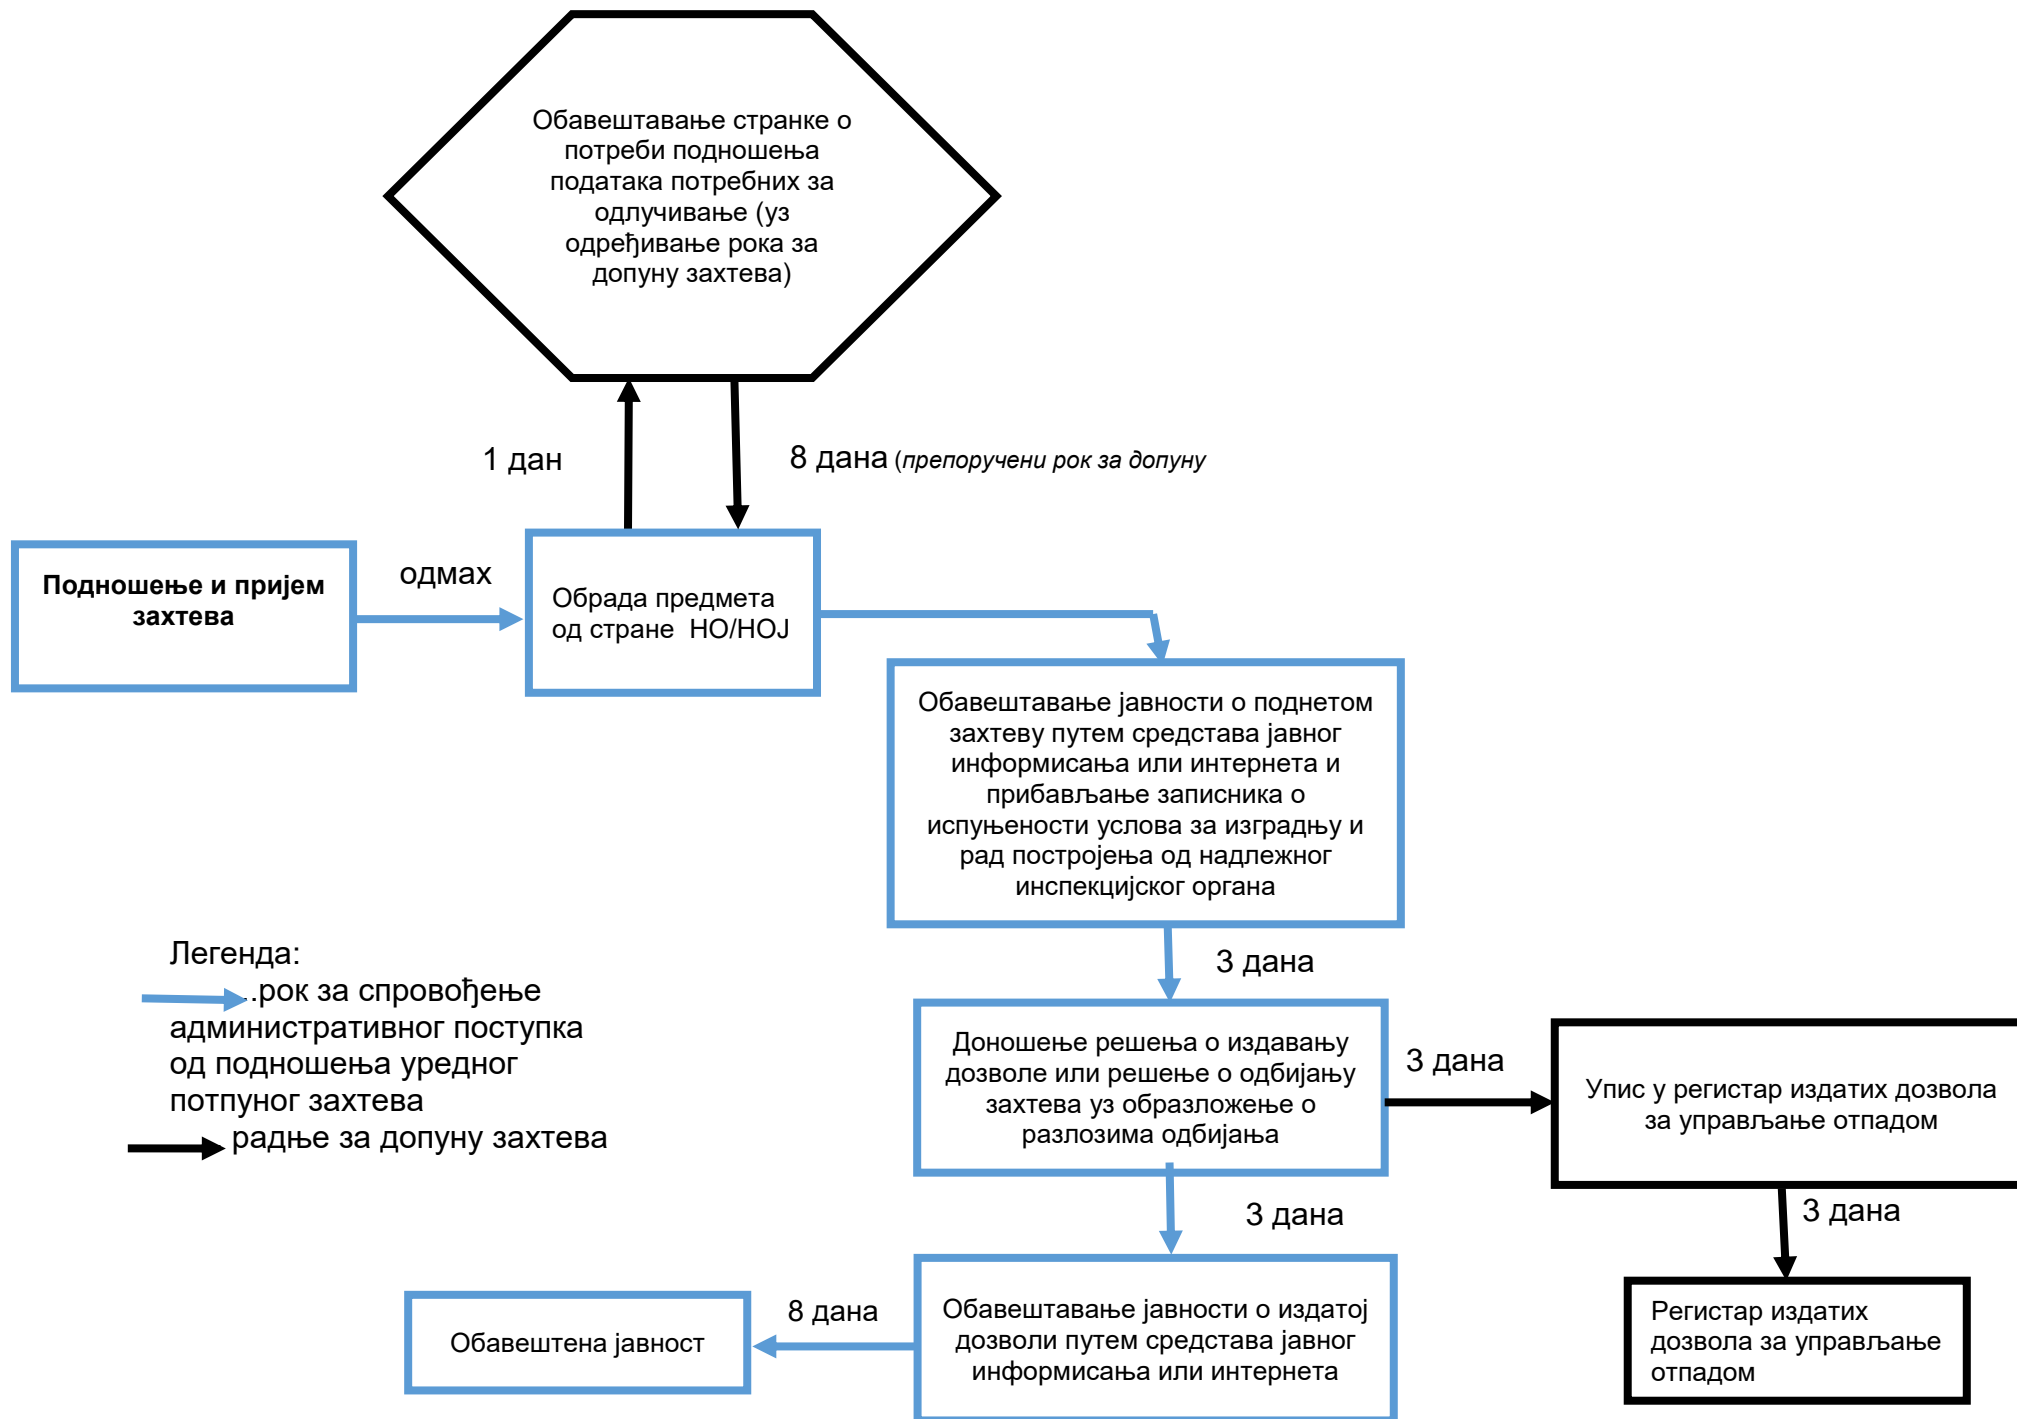 Обавештавање странке о
потреби подношења
података потребних за
одлучивање (уз
одређивање рока за
допуну захтева)
1 дан
8 дана (препоручени рок за допуну
Подношење и пријем
захтева
одмах
Обрада предмета
од стране НО/НОЈ
Обавештавање јавности о поднетом
захтеву путем средстава јавног
информисања или интернета и
прибављање записника о
испуњености услова за изградњу и
рад постројења од надлежног
инспекцијског органа
3 дана
Легенда:
..рок за спровођење
административног поступка
од подношења уредног
потпуног захтева
радње за допуну захтева
Доношење решења о издавању
дозволе или решење о одбијању
захтева уз образложење о
разлозима одбијања
3 дана
Упис у регистар издатих дозвола
за управљање отпадом
3 дана
3 дана
Обавештавање јавности о издатој
дозволи путем средстава јавног
информисања или интернета
8 дана
Обавештена јавност
Регистар издатих
дозвола за управљање
отпадом